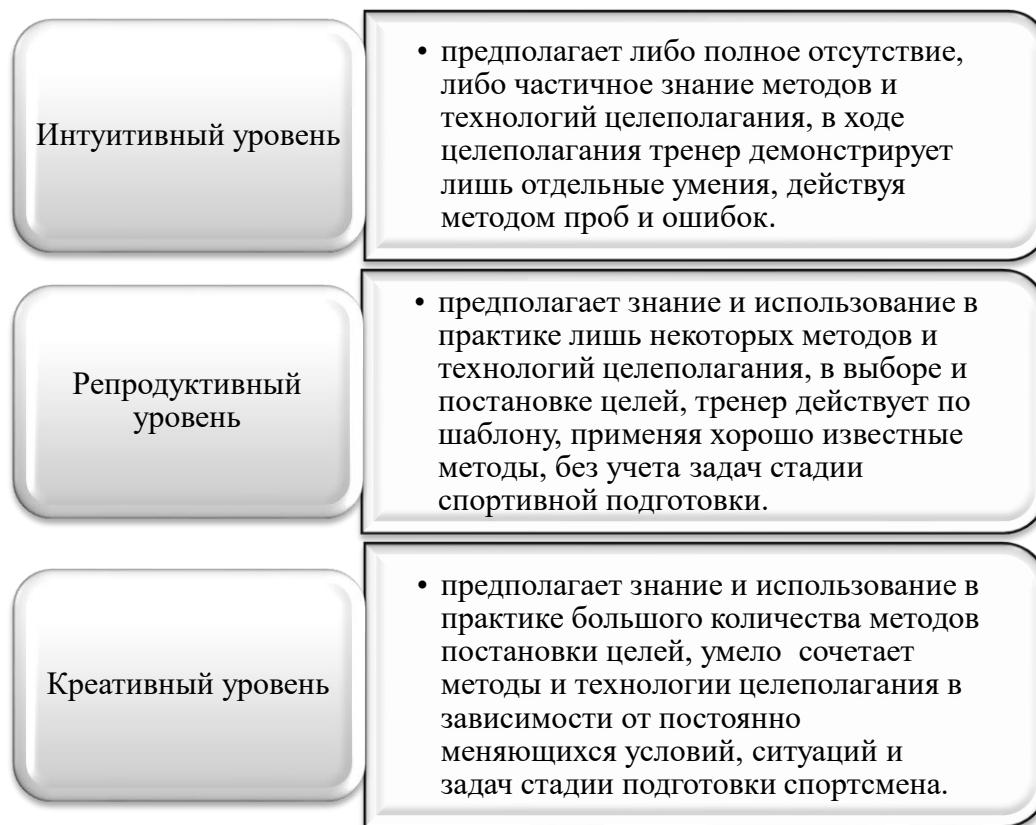 Интуитивный уровень
• предполагает либо полное отсутствие,
либо частичное знание методов и
технологий целеполагания, в ходе
целеполагания тренер демонстрирует
лишь отдельные умения, действуя
методом проб и ошибок.
Репродуктивный
уровень
• предполагает знание и использование в
практике лишь некоторых методов и
технологий целеполагания, в выборе и
постановке целей, тренер действует по
шаблону, применяя хорошо известные
методы, без учета задач стадии
спортивной подготовки.
Креативный уровень
• предполагает знание и использование в
практике большого количества методов
постановки целей, умело сочетает
методы и технологии целеполагания в
зависимости от постоянно
меняющихся условий, ситуаций и
задач стадии подготовки спортсмена.